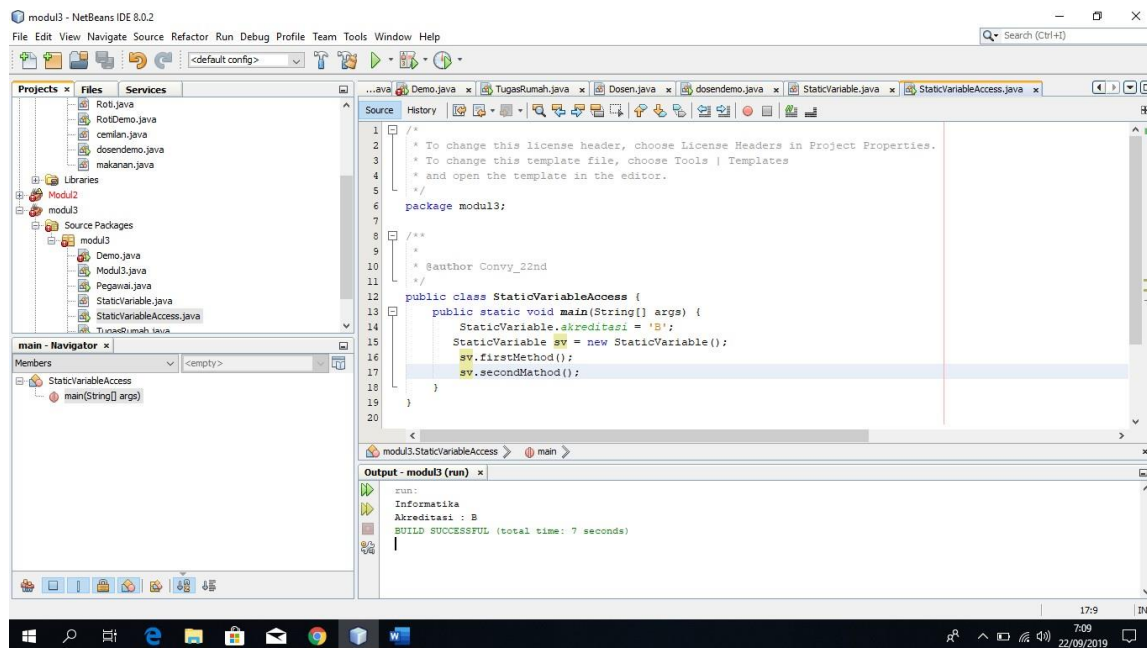 modul3 - NetBeans IDE 8.0.2
File Edit View Navigate Source Refactor Run Debug Profile Team Tools Window Help
Search (Ctrl+I)
<default config>
Projects Files Services
Roti.java
RotiDemo.java
cemilan.java
dosendemo.java
makanan.java
Libraries
Modul2
modul3
Source Packages
modul3
Demo.java
Modul3.java
Pegawai.java
StaticVariable.java
StaticVariableAccess.java
TugasRumah.java
main - Navigator
Members <empty>
StaticVariableAccess
main(String[] args)
...ava Demo.java TugasRumah.java Dosen.java dosendemo.java StaticVariable.java StaticVariableAccess.java
Source History
1 /*
2 * To change this license header, choose License Headers in Project Properties.
3 * To change this template file, choose Tools | Templates
4 * and open the template in the editor.
5 */
6 package modul3;
7
8 /**
9 *
10 * @author Convy_22nd
11 */
12 public class StaticVariableAccess {
13 public static void main(String[] args) {
14 StaticVariable.akreditasi = 'B';
15 StaticVariable sv = new StaticVariable();
16 sv.firstMethod();
17 sv.secondMathod();
18 }
19 }
20
modul3.StaticVariableAccess main
Output - modul3 (run)
run:
Informatika
Akreditasi : B
BUILD SUCCESSFUL (total time: 7 seconds)
17:9 IN
7:09
22/09/2019